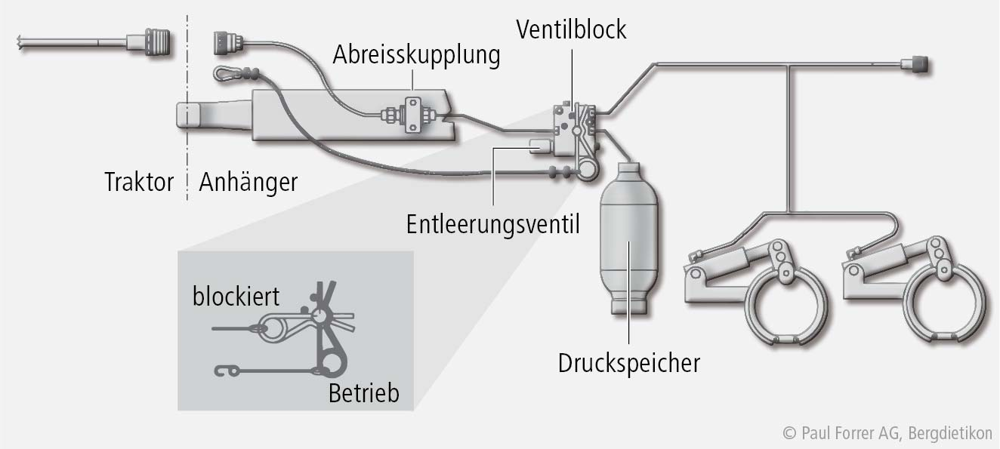 Ventilblock
Abreisskupplung
Traktor
Anhänger
Entleerungsventil
blockiert
Druckspeicher
Betrieb
© Paul Forrer AG, Bergdietikon